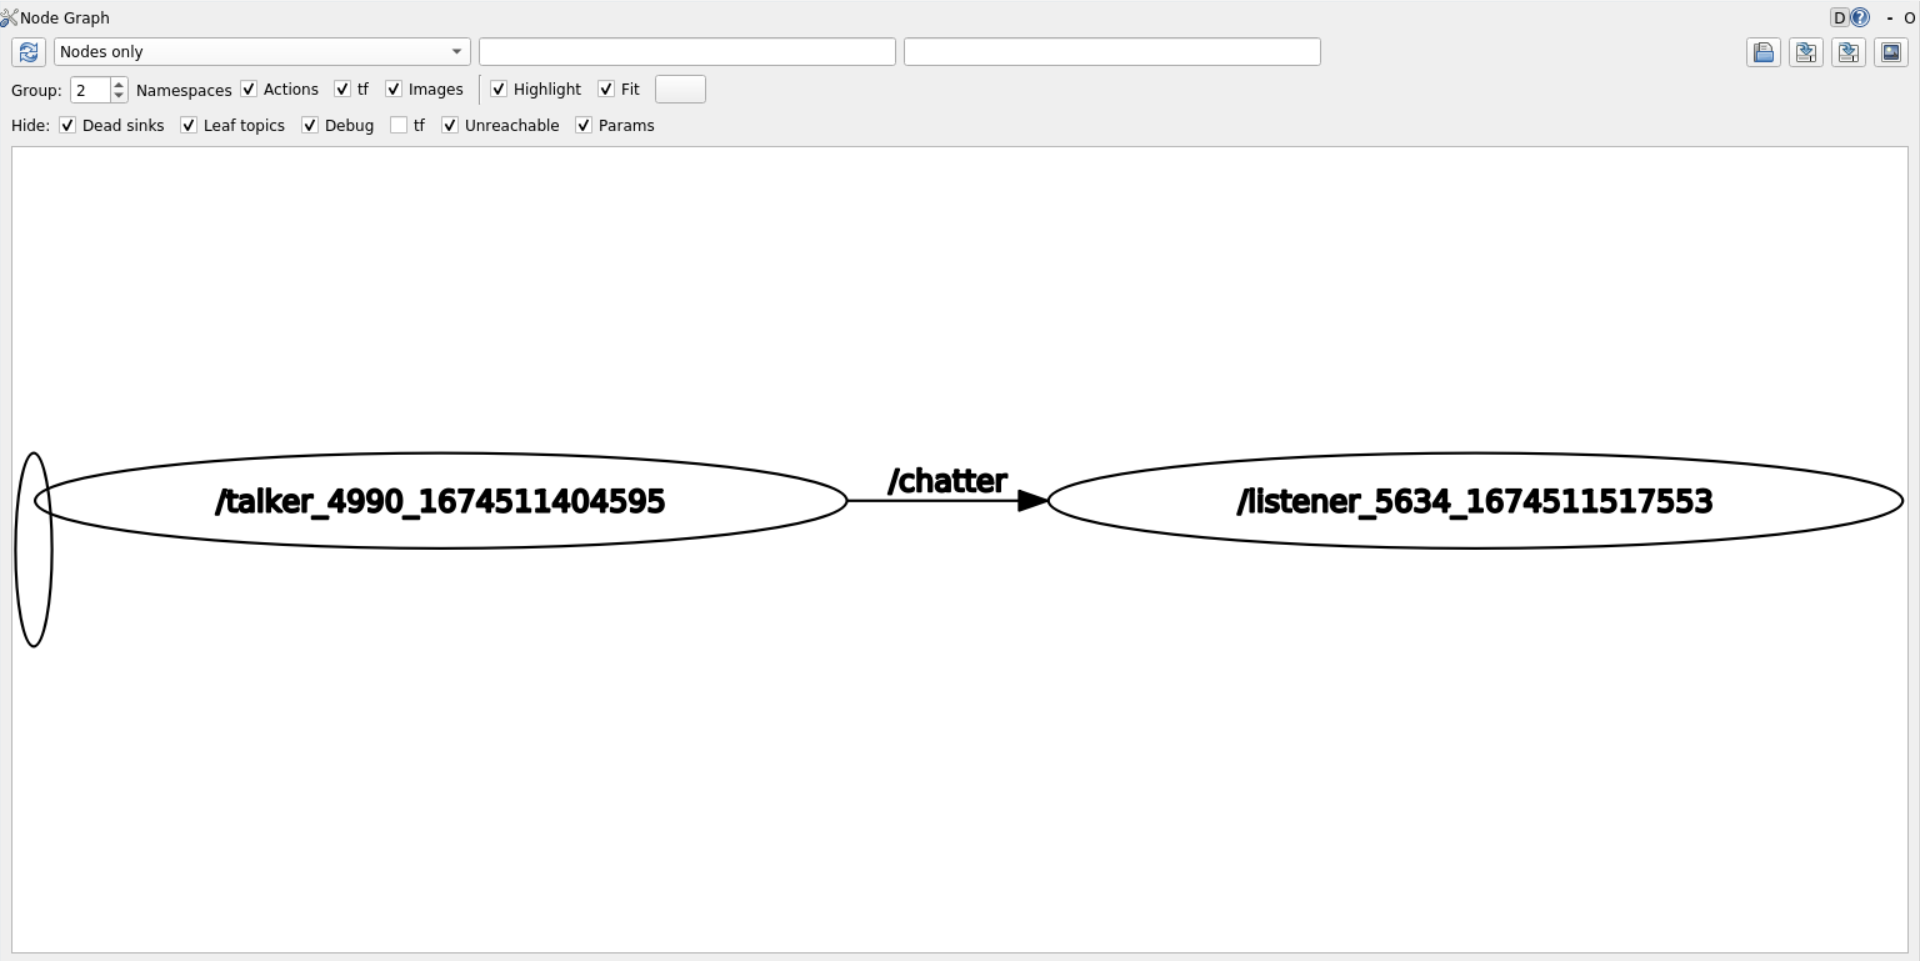 Node Graph D ? - O
Nodes only
Group: 2 Namespaces Actions tf Images Highlight Fit
Hide: Dead sinks Leaf topics Debug tf Unreachable Params
/chatter
/talker_4990_1674511404595 /listener_5634_1674511517553